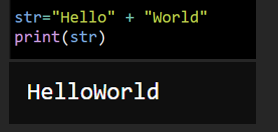 str="Hello" + "World"
print(str)
HelloWorld